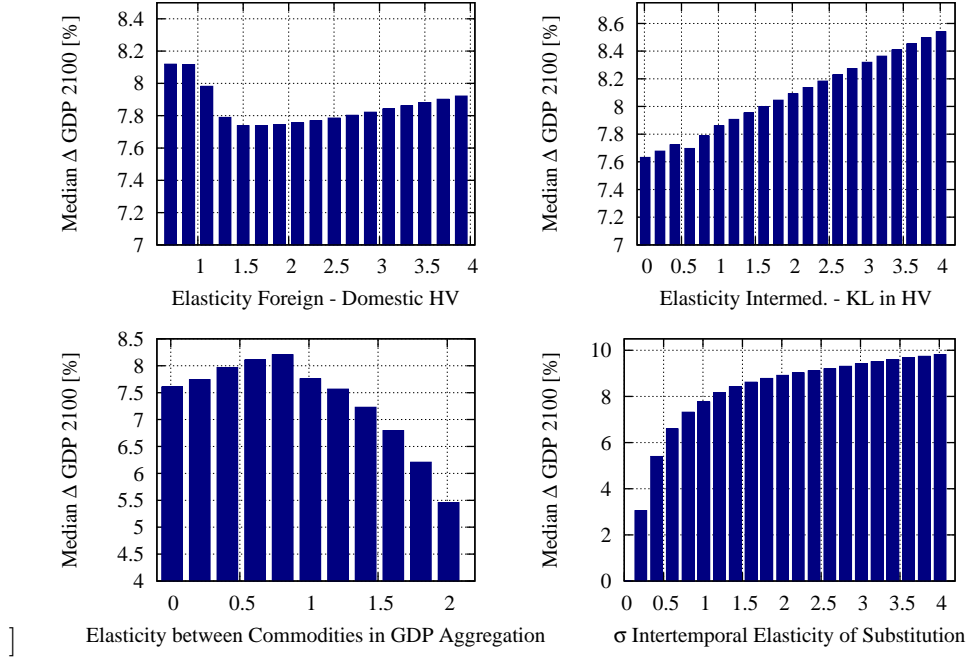 Median Δ GDP 2100 [%]
8.4
8.2
8
7.8
7.6
7.4
7.2
7
1 1.5 2 2.5 3 3.5 4
Elasticity Foreign - Domestic HV
Median Δ GDP 2100 [%]
8.6
8.4
8.2
8
7.8
7.6
7.4
7.2
7
0 0.5 1 1.5 2 2.5 3 3.5 4
Elasticity Intermed. - KL in HV
Median Δ GDP 2100 [%]
8.5
8
7.5
7
6.5
6
5.5
5
4.5
4
0 0.5 1 1.5 2
Elasticity between Commodities in GDP Aggregation
Median Δ GDP 2100 [%]
10
8
6
4
2
0
0 0.5 1 1.5 2 2.5 3 3.5 4
σ Intertemporal Elasticity of Substitution
]